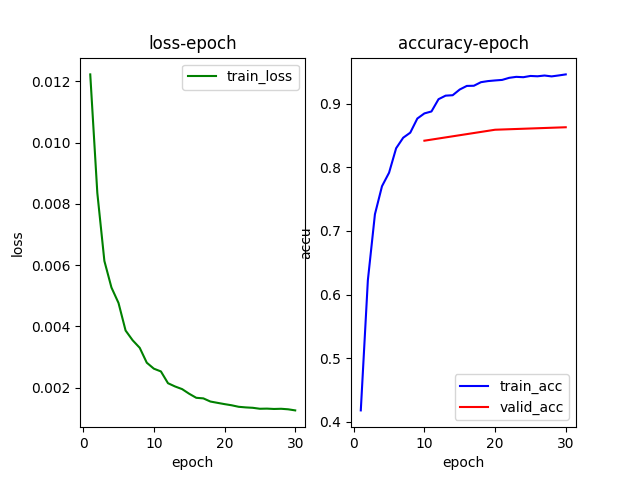 loss-epoch
train_loss
loss
0.012
0.010
0.008
0.006
0.004
0.002
0
10
20
30
epoch
accuracy-epoch
accu
0.9
0.8
0.7
0.6
0.5
0.4
train_acc
valid_acc
0
10
20
30
epoch